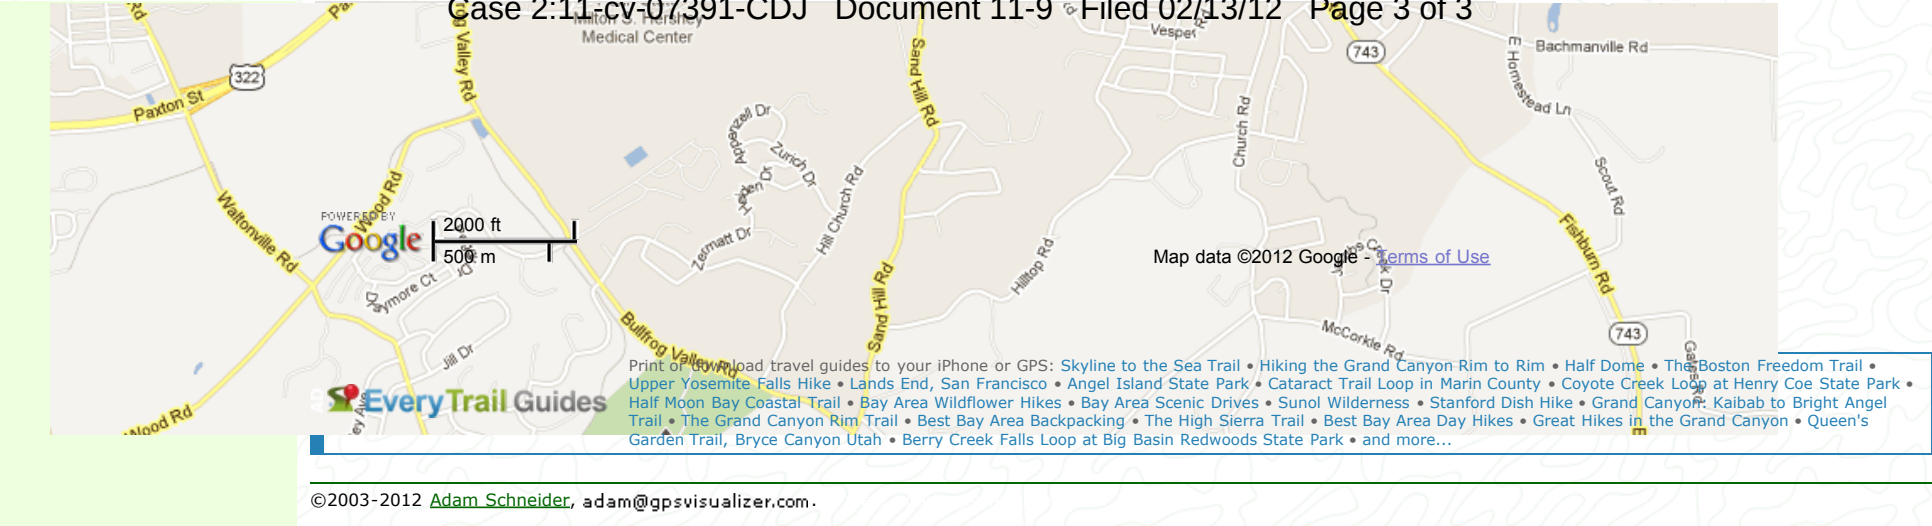 Case 2:11-cv-07391-CDJ Document 11-9 Filed 02/13/12 Page 3 of 3
Milton S. Hershey
Medical Center
Vesper
743
Bachmanville Rd
322
Paxton St
Valley Rd
Sand Hill Rd
E Homestead Ln
Appenzell Dr
Zurich Dr
Church Rd
Scout Rd
Wood Rd
Hill Church Rd
Waltonville Rd
Zermatt Dr
Hilltop Rd
Fishburn Rd
POWERED BY
Google
2000 ft
500 m
Map data ©2012 Google - Terms of Use
Sand Hill Rd
Bullfrog Valley Rd
McCorkle Rd
743
Jill Dr
Wood Rd
EveryTrail Guides
Print or download travel guides to your iPhone or GPS: Skyline to the Sea Trail • Hiking the Grand Canyon Rim to Rim • Half Dome • The Boston Freedom Trail •
Upper Yosemite Falls Hike • Lands End, San Francisco • Angel Island State Park • Cataract Trail Loop in Marin County • Coyote Creek Loop at Henry Coe State Park •
Half Moon Bay Coastal Trail • Bay Area Wildflower Hikes • Bay Area Scenic Drives • Sunol Wilderness • Stanford Dish Hike • Grand Canyon: Kaibab to Bright Angel
Trail • The Grand Canyon Rim Trail • Best Bay Area Backpacking • The High Sierra Trail • Best Bay Area Day Hikes • Great Hikes in the Grand Canyon • Queen's
Garden Trail, Bryce Canyon Utah • Berry Creek Falls Loop at Big Basin Redwoods State Park • and more...
©2003-2012 Adam Schneider, adam@gpsvisualizer.com.